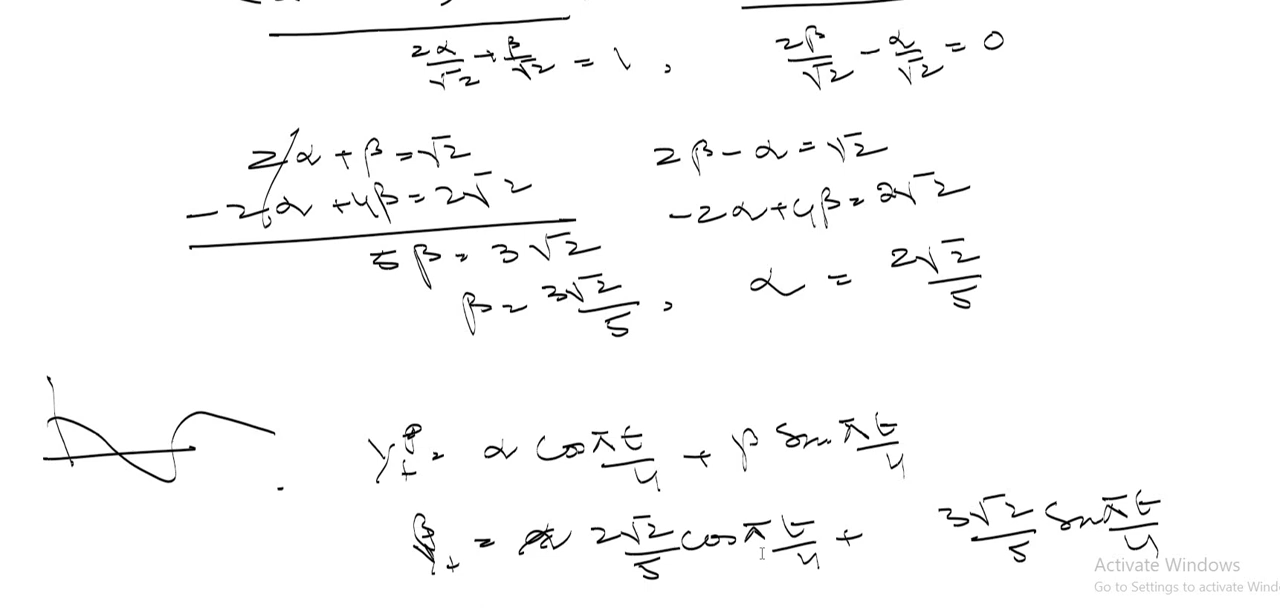 2α/√2 + β/√2 = 1, 2β/√2 - α/√2 = 0
2α + β = √2 2β - α = √2
-2α + 4β = 2√2 -2α + 4β = 2√2
5β = 3√2
β = 3√2/5, α = 2√2/5
y_t^p = α cos πt/4 + β sin πt/4
y_t = 2√2/5 cos πt/4 + 3√2/5 sin πt/4
Activate Windows
Go to Settings to activate Wind